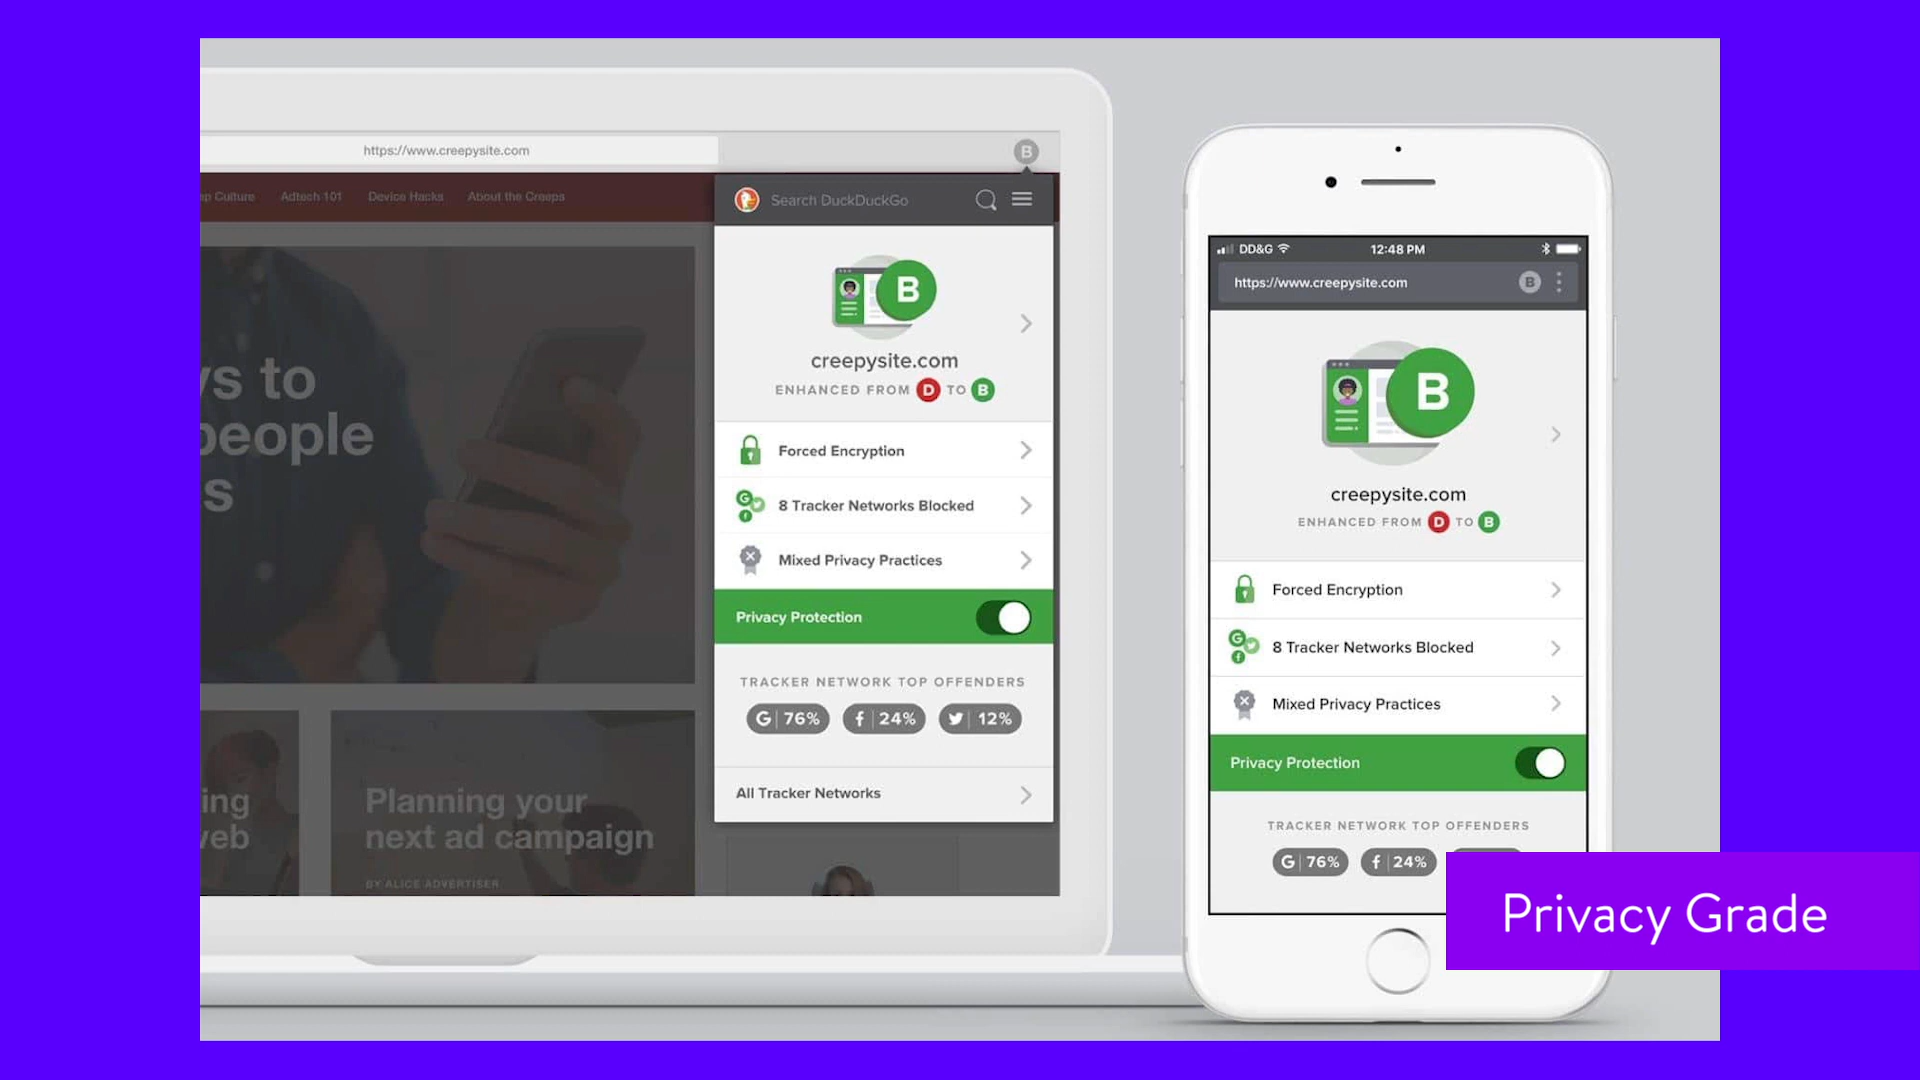 https://www.creepysite.com
B
Culture
Adtech 101
Device Hacks
About the Creeps
Search DuckDuckGo
to
people
Planning your
next ad campaign
BY ALICE ADVERTISER
B
creepysite.com
ENHANCED FROM D TO B
Forced Encryption
8 Tracker Networks Blocked
Mixed Privacy Practices
Privacy Protection
TRACKER NETWORK TOP OFFENDERS
G 76% f 24% 12%
All Tracker Networks
DD&G 12:48 PM
https://www.creepysite.com B
B
creepysite.com
ENHANCED FROM D TO B
Forced Encryption
8 Tracker Networks Blocked
Mixed Privacy Practices
Privacy Protection
TRACKER NETWORK TOP OFFENDERS
G 76% f 24%
Privacy Grade